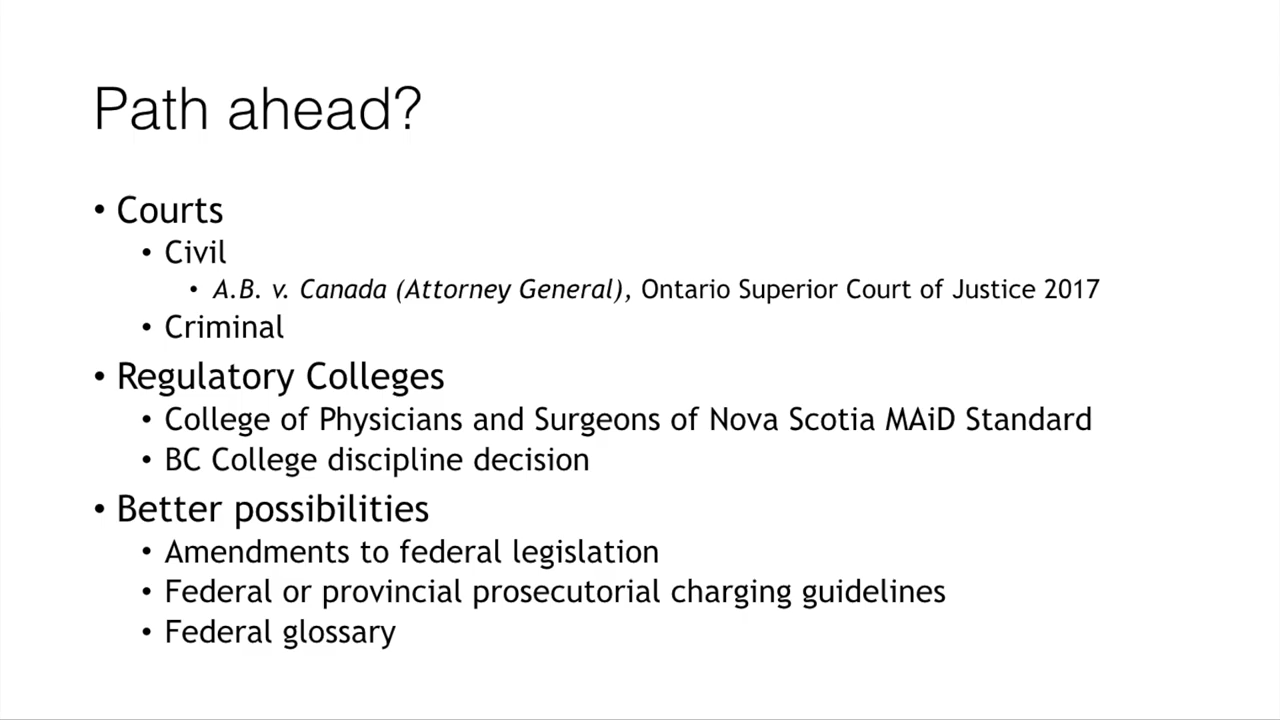 Path ahead?
• Courts
• Civil
• A.B. v. Canada (Attorney General), Ontario Superior Court of Justice 2017
• Criminal
• Regulatory Colleges
• College of Physicians and Surgeons of Nova Scotia MAiD Standard
• BC College discipline decision
• Better possibilities
• Amendments to federal legislation
• Federal or provincial prosecutorial charging guidelines
• Federal glossary